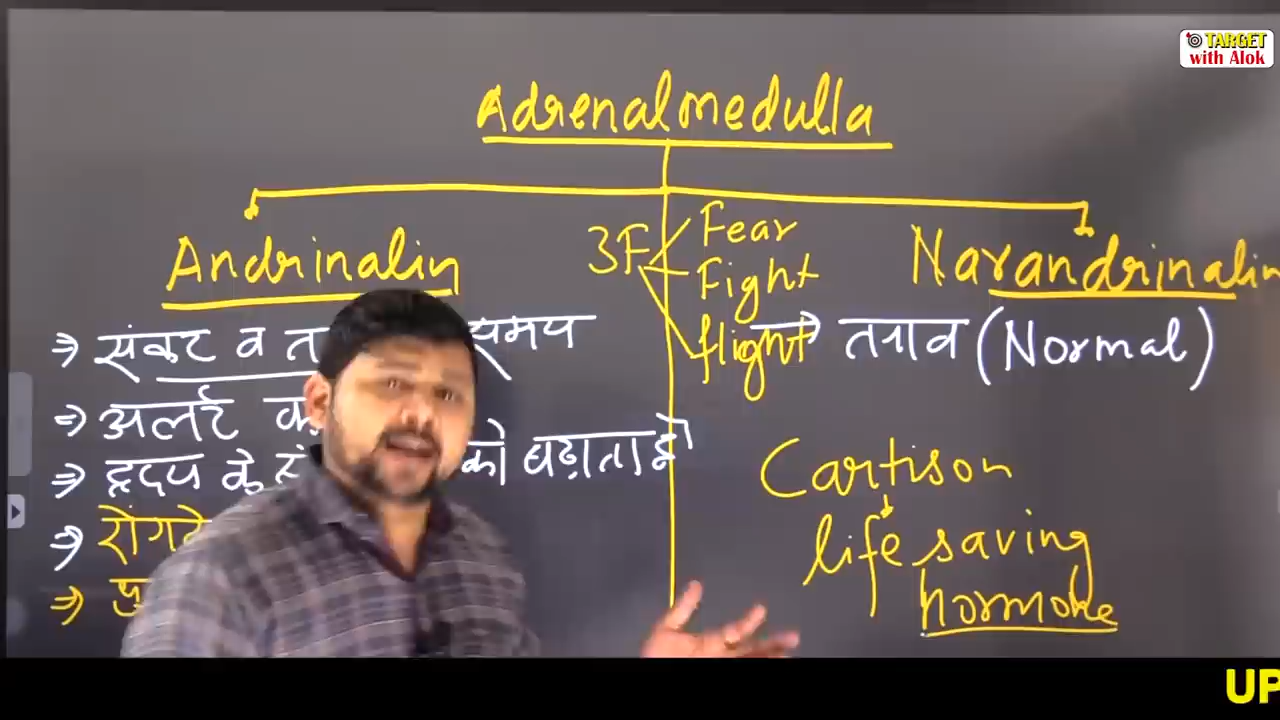 TARGET
with Alok
Adrenalmedulla
Andrinalin
3F
Fear
Fight
flight
Narandrinalin
⇒ संकट व
समय
⇒ अलर्ट
⇒ ह्रदय के
को बढ़ाता है
⇒
⇒
→ तनाव (Normal)
Cartison
↓
life saving
hormone
UP